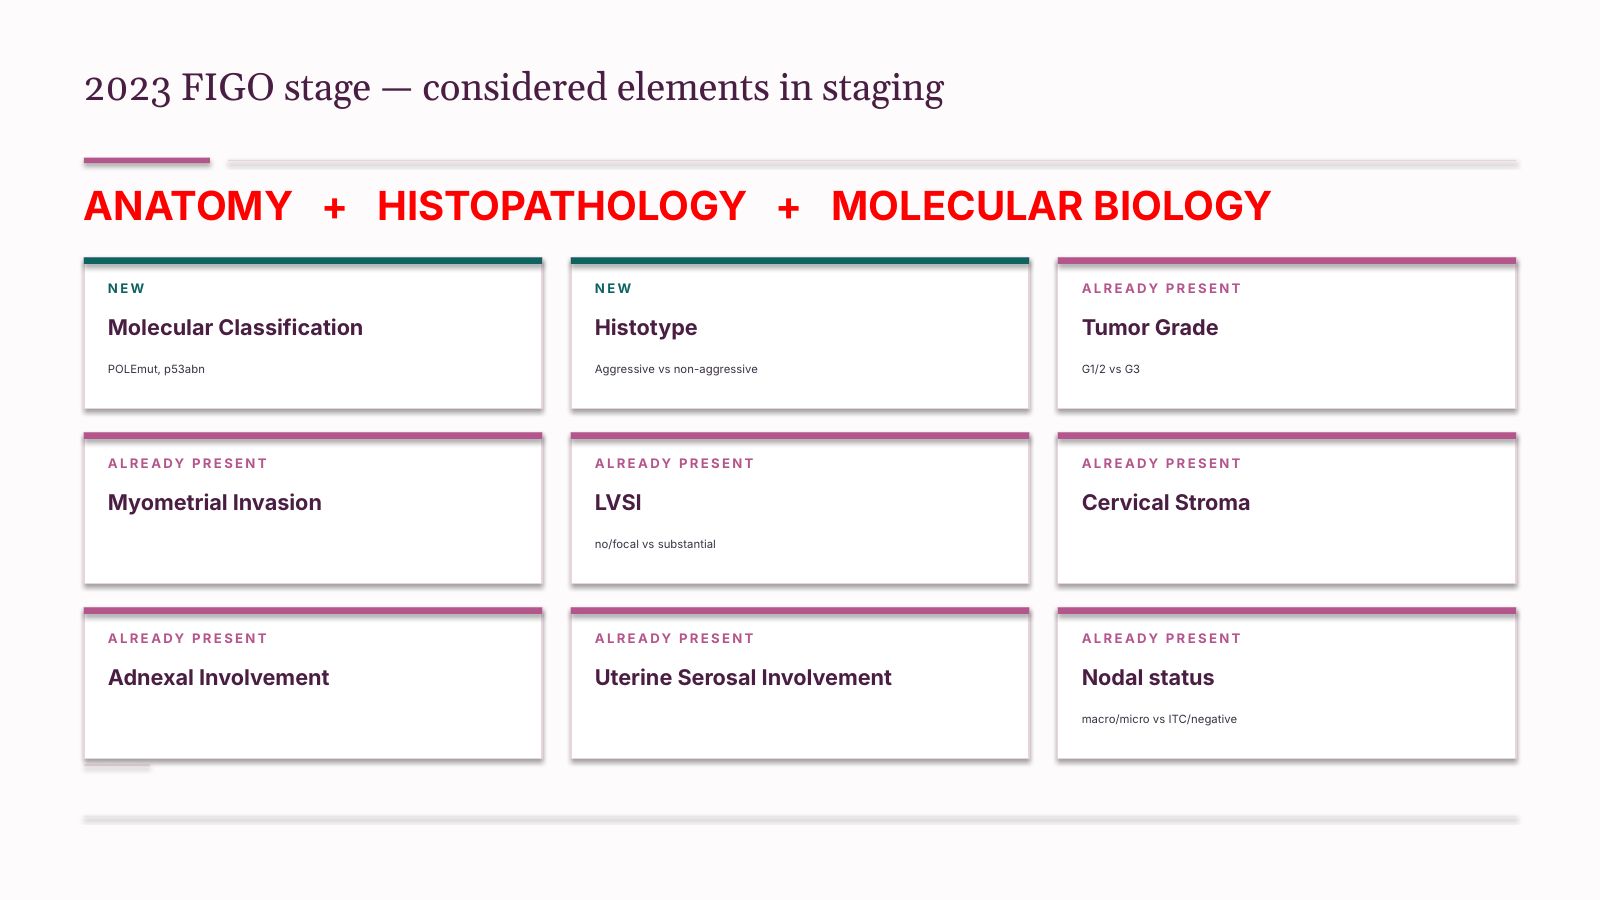 2023 FIGO stage — considered elements in staging
ANATOMY + HISTOPATHOLOGY + MOLECULAR BIOLOGY
NEW
Molecular Classification
POLEmut, p53abn
NEW
Histotype
Aggressive vs non-aggressive
ALREADY PRESENT
Tumor Grade
G1/2 vs G3
ALREADY PRESENT
Myometrial Invasion
ALREADY PRESENT
LVSI
no/focal vs substantial
ALREADY PRESENT
Cervical Stroma
ALREADY PRESENT
Adnexal Involvement
ALREADY PRESENT
Uterine Serosal Involvement
ALREADY PRESENT
Nodal status
macro/micro vs ITC/negative